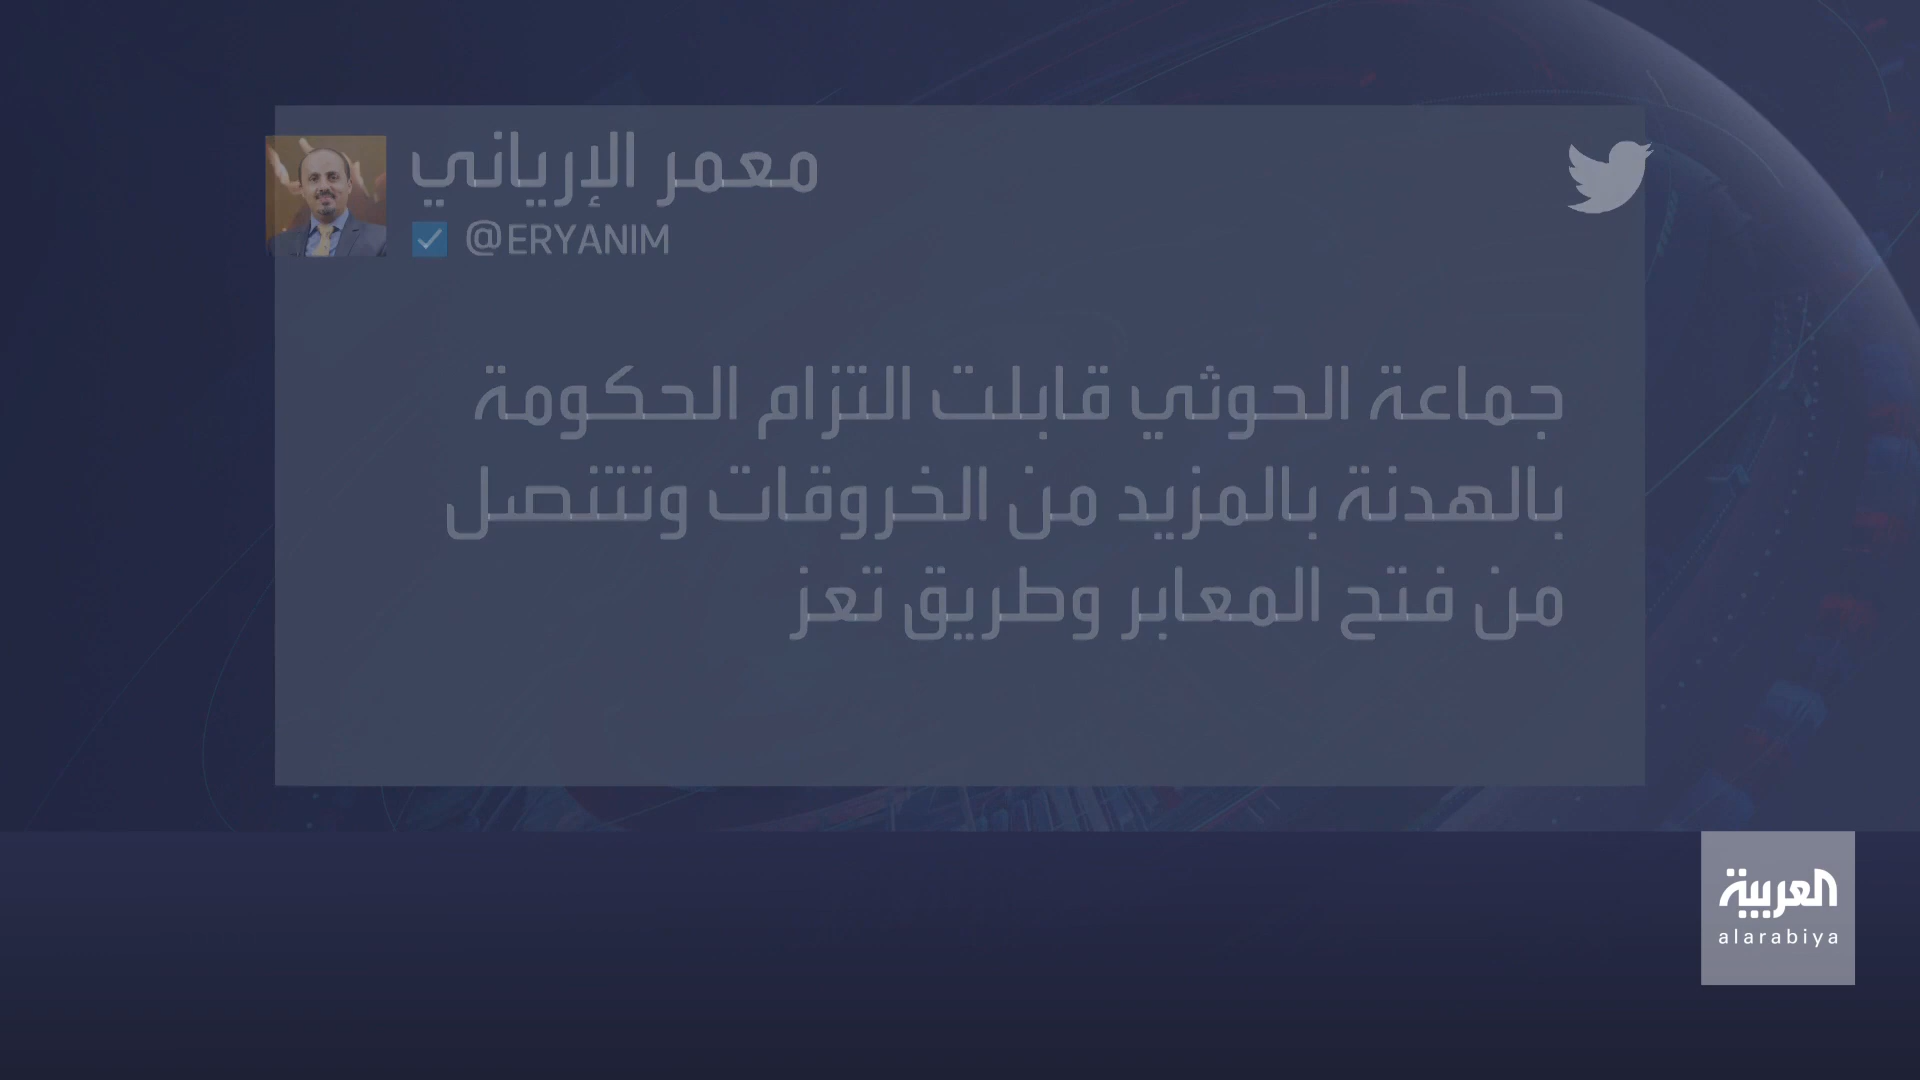 معمر الإرياني
@ERYANIM
جماعة الحوثي قابلت التزام الحكومة
بالهدنة بالمزيد من الخروقات وتتنصل
من فتح المعابر وطريق تعز
العربية
alarabiya